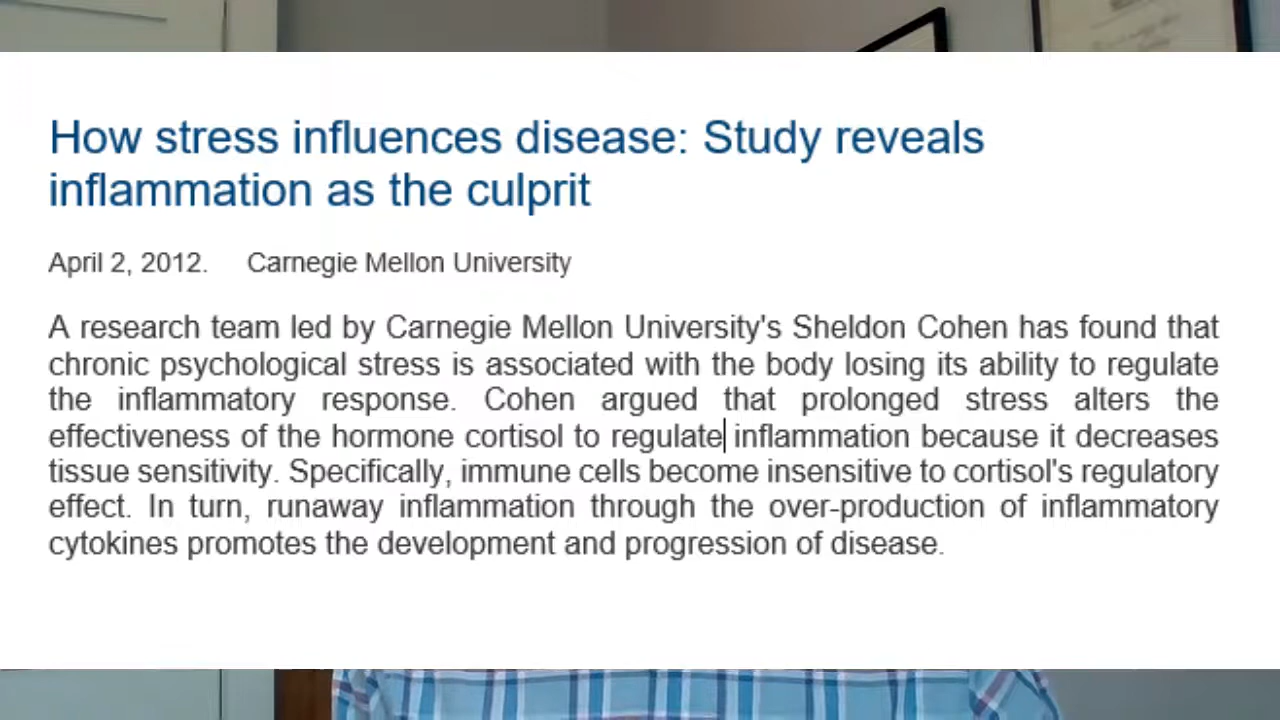 How stress influences disease: Study reveals
inflammation as the culprit
April 2, 2012. Carnegie Mellon University
A research team led by Carnegie Mellon University's Sheldon Cohen has found that
chronic psychological stress is associated with the body losing its ability to regulate
the inflammatory response. Cohen argued that prolonged stress alters the
effectiveness of the hormone cortisol to regulate inflammation because it decreases
tissue sensitivity. Specifically, immune cells become insensitive to cortisol's regulatory
effect. In turn, runaway inflammation through the over-production of inflammatory
cytokines promotes the development and progression of disease.